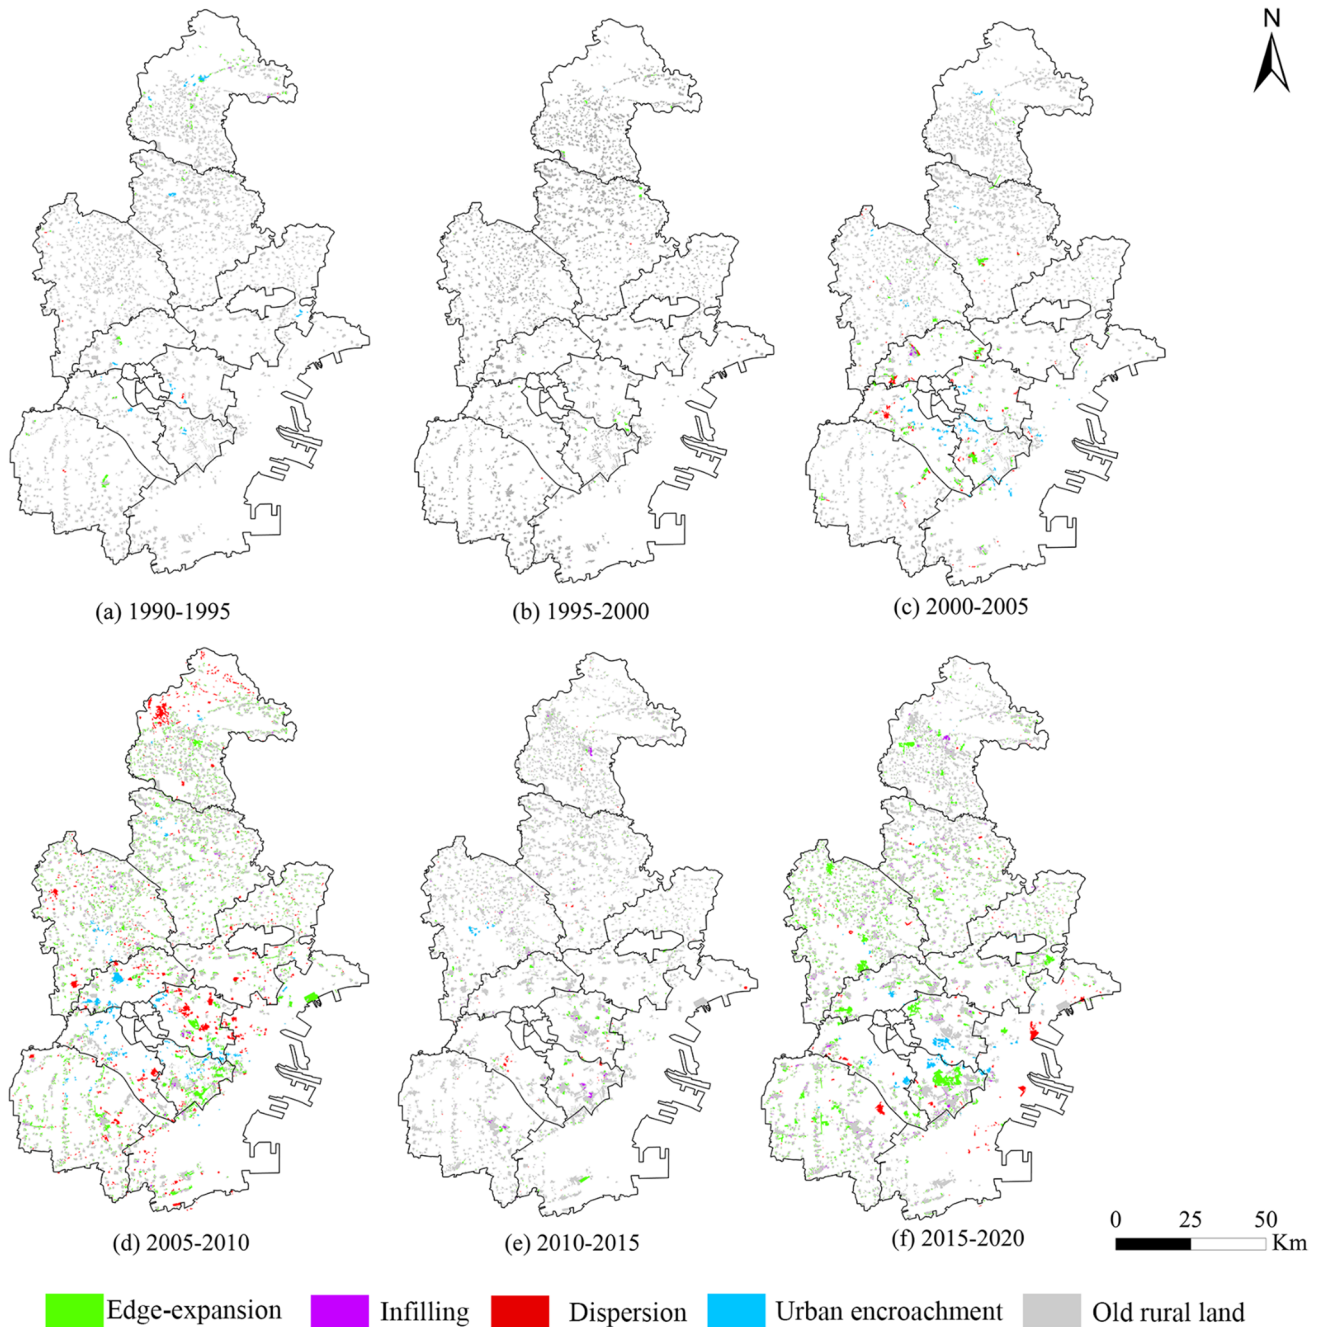 N
(a) 1990-1995
(b) 1995-2000
(c) 2000-2005
(d) 2005-2010
(e) 2010-2015
(f) 2015-2020
0 25 50
Km
Edge-expansion Infilling Dispersion Urban encroachment Old rural land